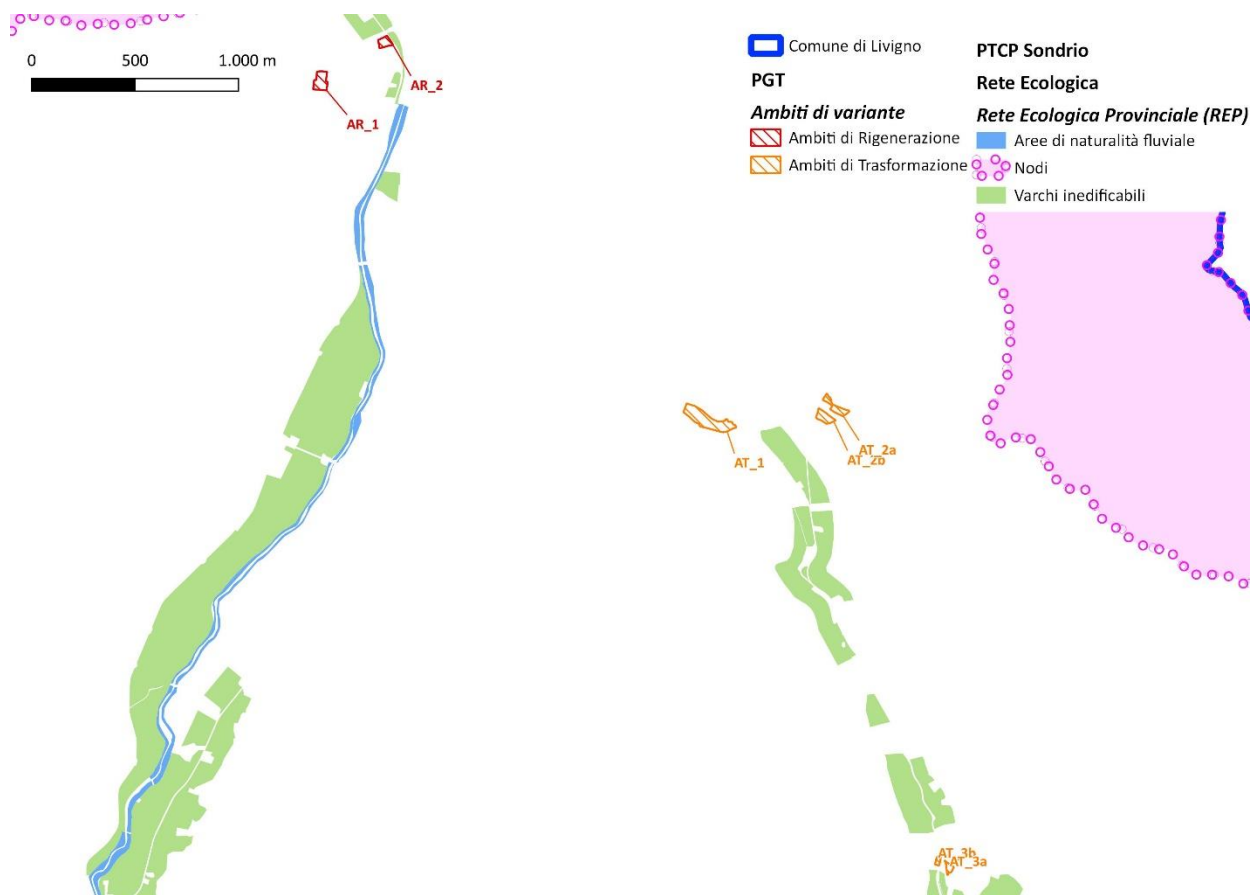 0 500 1.000 m
AR_2
AR_1
Comune di Livigno
PGT
Ambiti di variante
Ambiti di Rigenerazione
Ambiti di Trasformazione
PTCP Sondrio
Rete Ecologica
Rete Ecologica Provinciale (REP)
Aree di naturalità fluviale
Nodi
Varchi inedificabili
AT_2a
AT_2b
AT_1
AT_3b
AT_3a